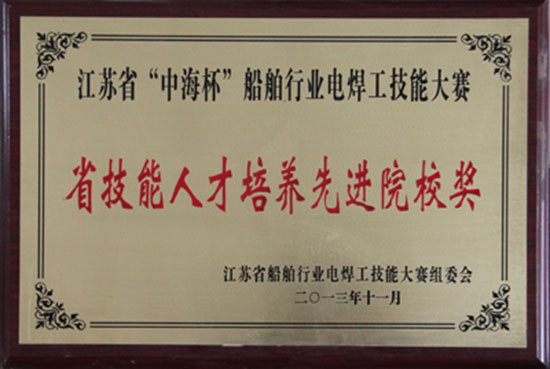 江苏省“中海杯”船舶行业电焊工技能大赛
省技能人才培养先进院校奖
江苏省船舶行业电焊工技能大赛组委会
二〇一三年十一月